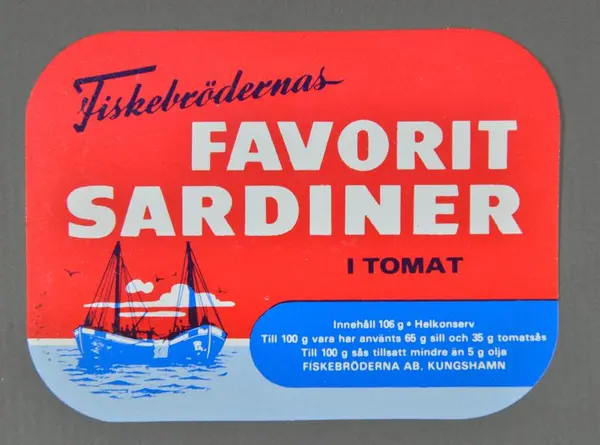 Fiskebrödernas
FAVORIT
SARDINER
I TOMAT
Innehåll 106 g • Helkonserv
Till 100 g vara har använts 65 g sill och 35 g tomatsås
Till 100 g sås tillsatt mindre än 5 g olja
FISKEBRÖDERNA AB, KUNGSHAMN